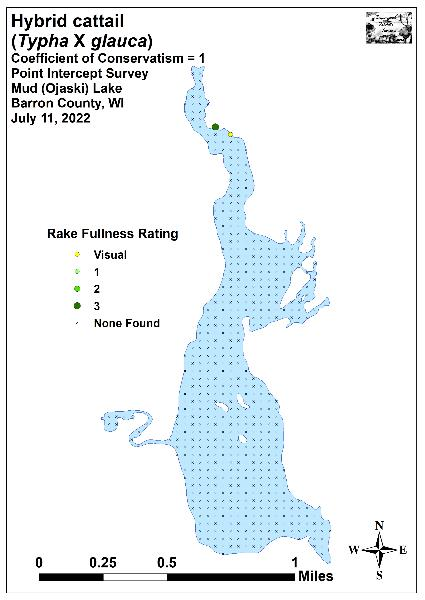 Hybrid cattail
(Typha X glauca)
Coefficient of Conservatism = 1
Point Intercept Survey
Mud (Ojaski) Lake
Barron County, WI
July 11, 2022
Rake Fullness Rating
Visual
1
2
3
None Found
N
W E
S
0 0.25 0.5 1
Miles